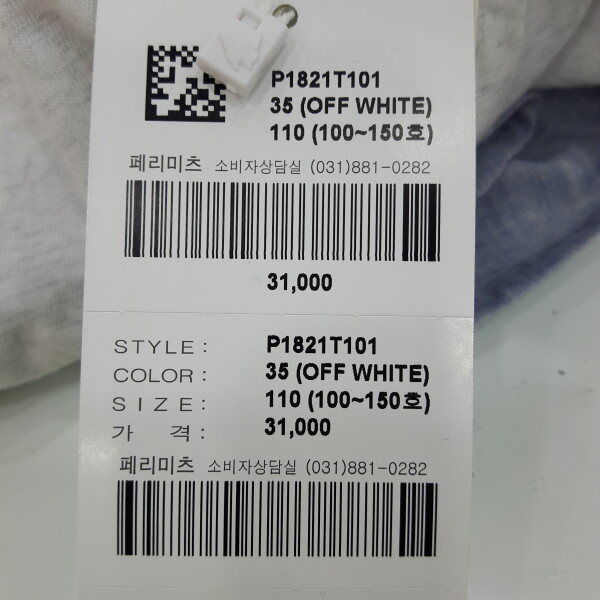 P1821T101
35 (OFF WHITE)
110 (100~150호)
페리미츠 소비자상담실 (031)881-0282
31,000
STYLE: P1821T101
COLOR: 35 (OFF WHITE)
SIZE: 110 (100~150호)
가 격: 31,000
페리미츠 소비자상담실 (031)881-0282